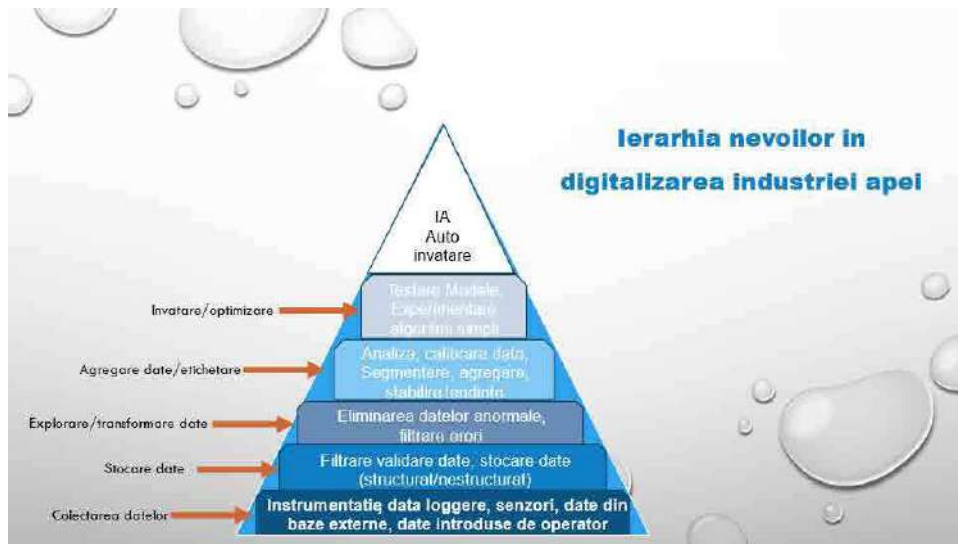 Ierarhia nevoilor in
digitalizarea industriei apei
IA
Auto
invatare
Invatare/optimizare
Testare Modele,
Experimentare
algoritmi simpli
Agregare date/etichetare
Analiza, calibrare data,
Segmentare, agregare,
stabilire tendinte
Explorare/transformare date
Eliminarea datelor anormale,
filtrare erori
Stocare date
Filtrare validare date, stocare date
(structurat/nestructurat)
Colectarea datelor
Instrumentatie data loggere, senzori, date din
baze externe, date introduse de operator